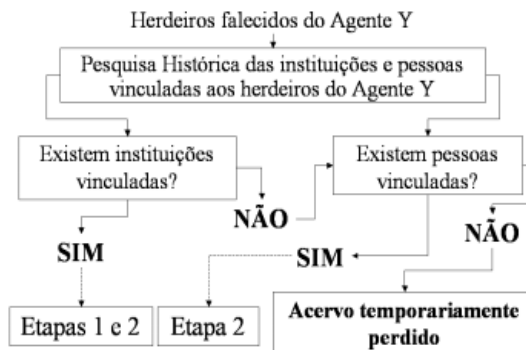 Herdeiros falecidos do Agente Y
Pesquisa Histórica das instituições e pessoas
vinculadas aos herdeiros do Agente Y
Existem instituições
vinculadas?
Existem pessoas
vinculadas?
NÃO
NÃO
SIM
SIM
Etapas 1 e 2
Etapa 2
Acervo temporariamente
perdido